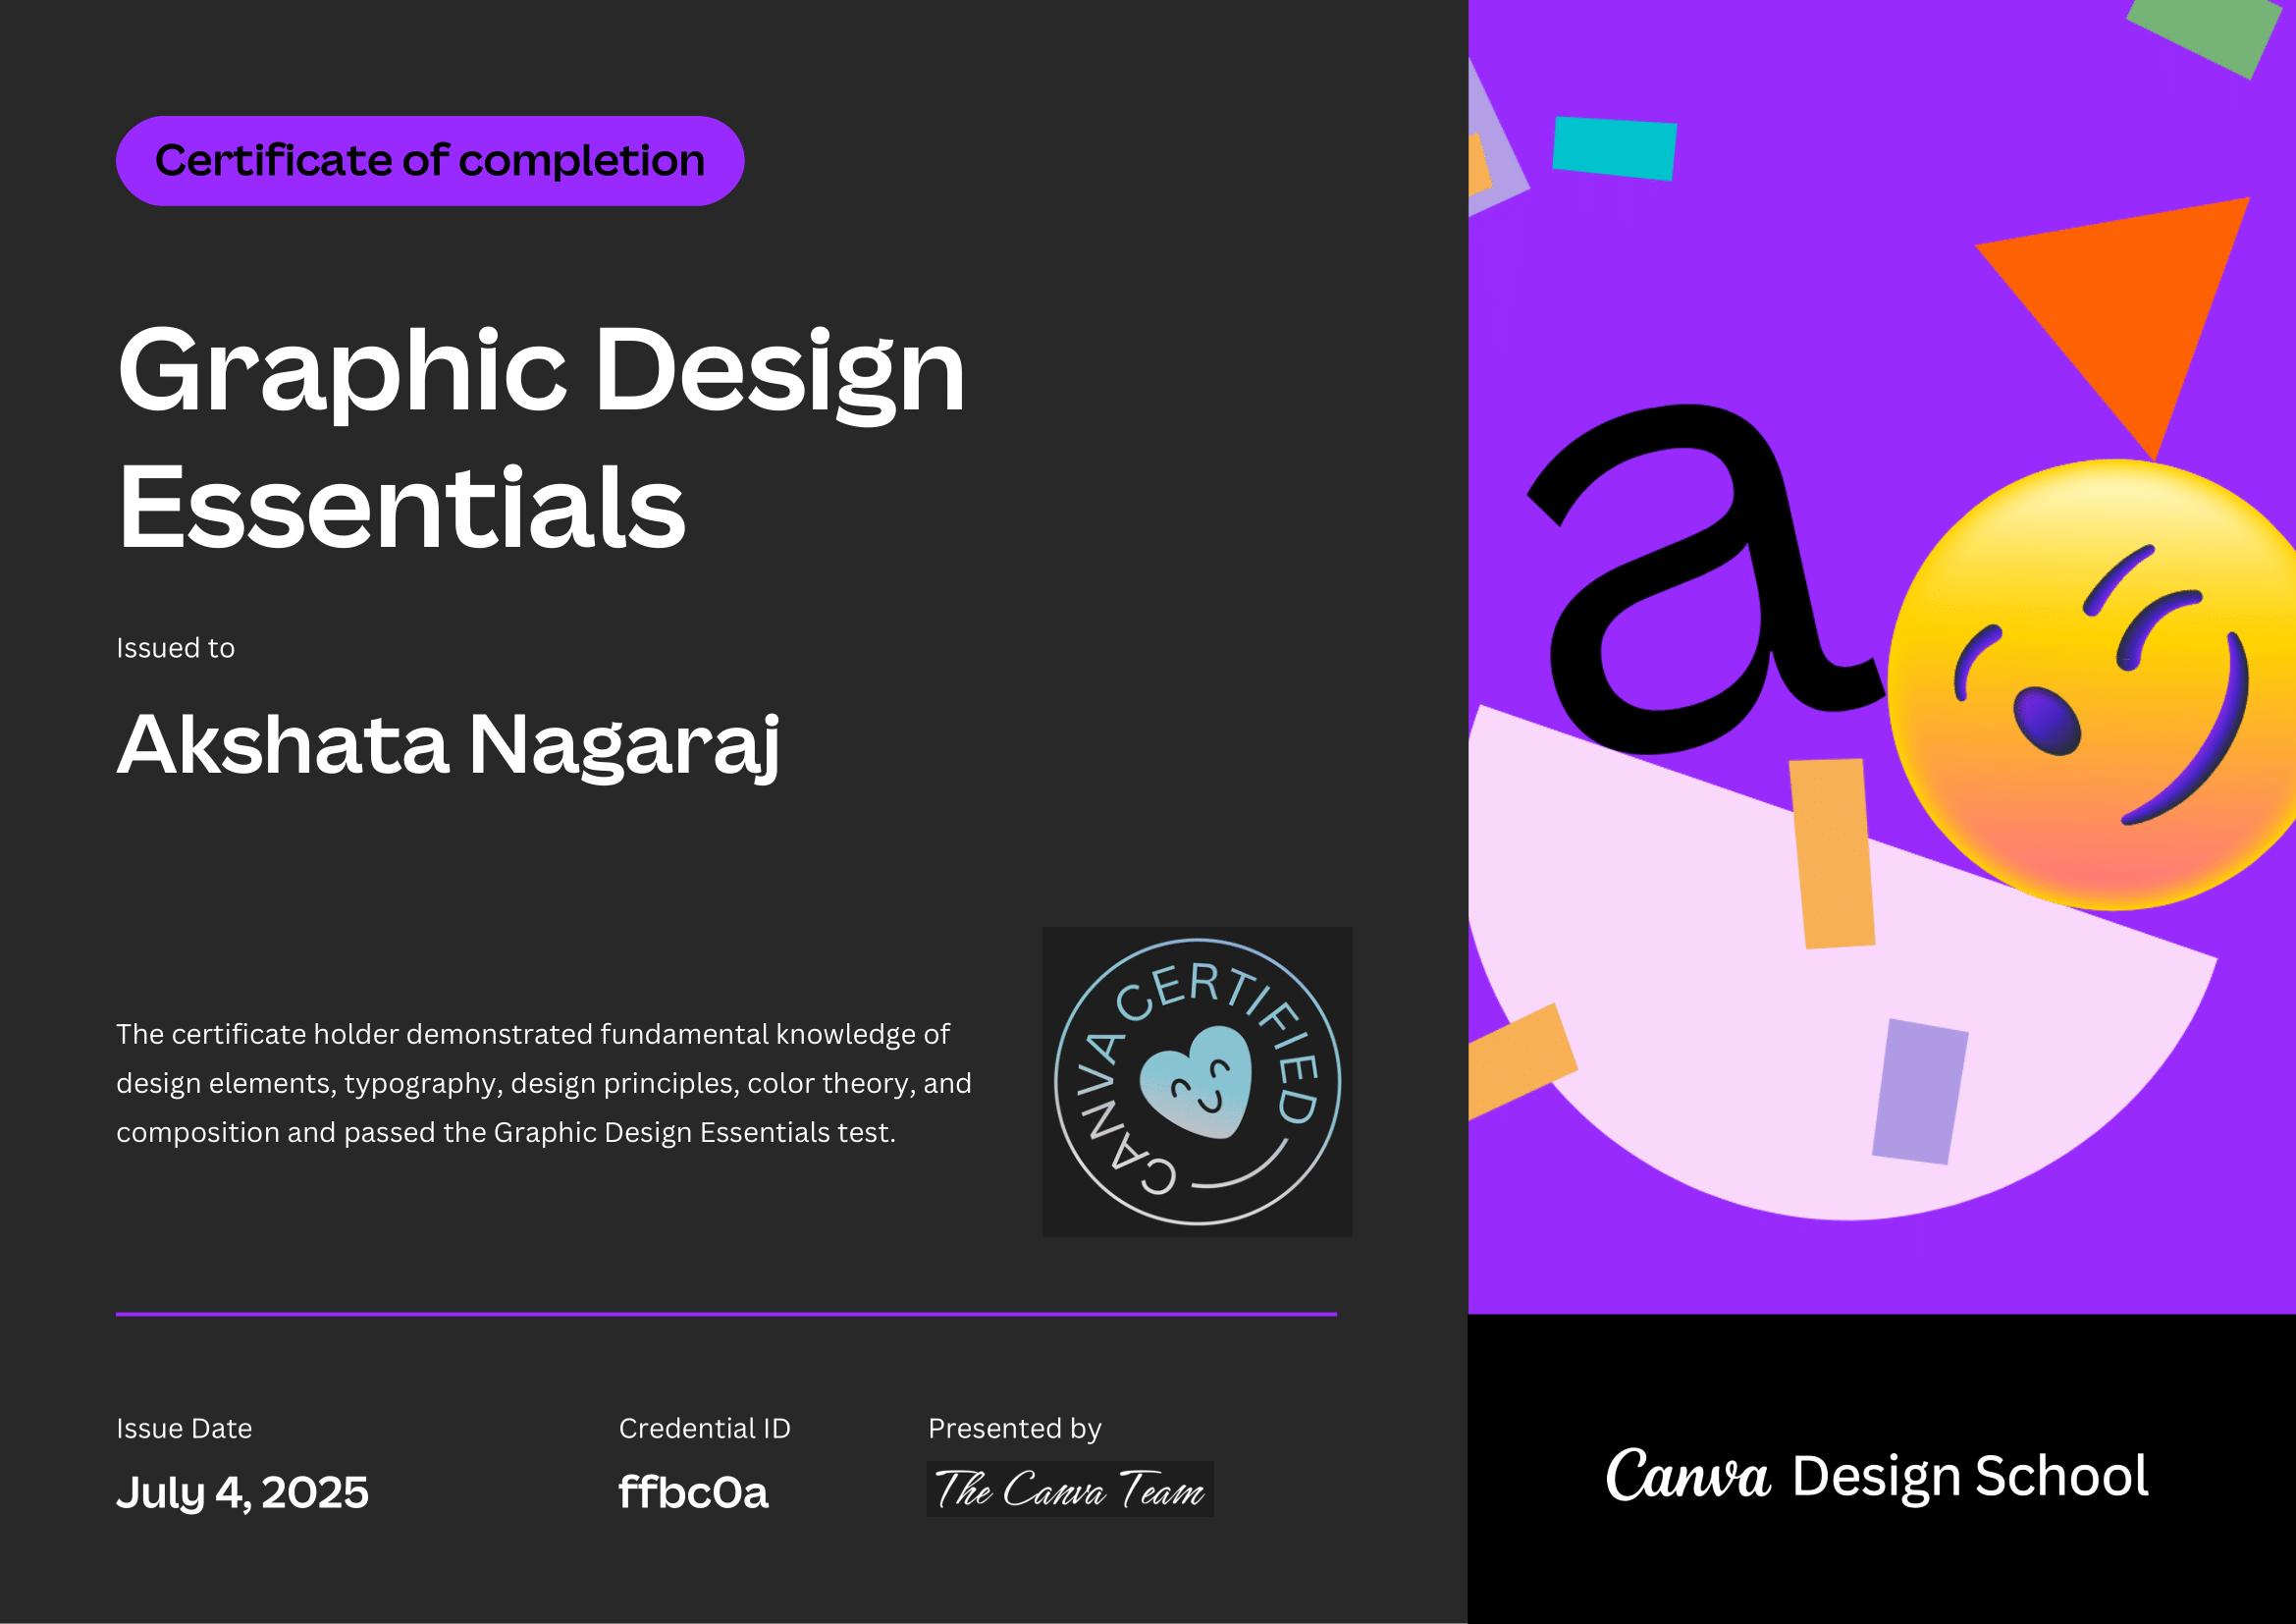 Certificate of completion
Graphic Design
Essentials
Issued to
Akshata Nagaraj
The certificate holder demonstrated fundamental knowledge of
design elements, typography, design principles, color theory, and
composition and passed the Graphic Design Essentials test.
CANVA CERTIFIED
Issue Date
July 4, 2025
Credential ID
ffbc0a
Presented by
The Canva Team
a
Canva Design School